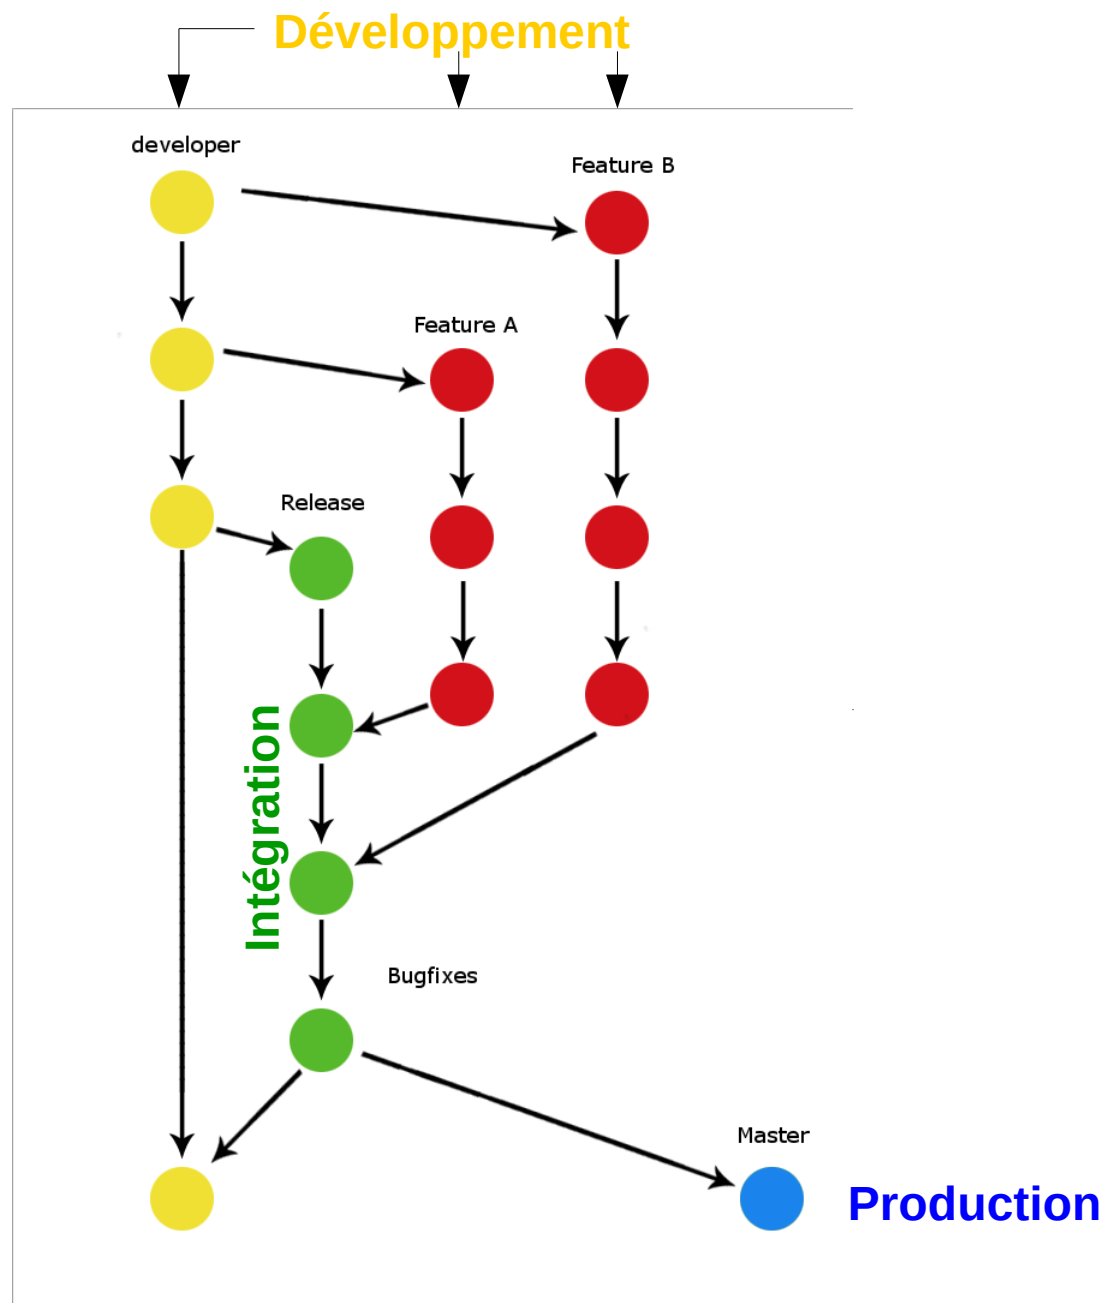 Développement
developer
Feature B
Feature A
Release
Intégration
Bugfixes
Master
Production